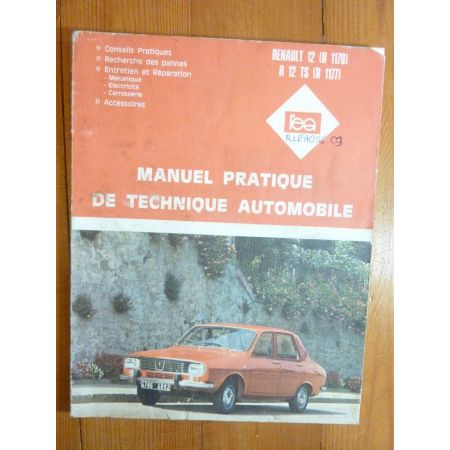 * Conseils Pratiques
* Recherche des pannes
* Entretien et Réparation
- Mécanique
- Electricité
- Carrosserie
* Accessoires
RENAULT 12 (R 1170)
R 12 TS (R 1177)
l'ea
MANUEL PRATIQUE
DE TECHNIQUE AUTOMOBILE